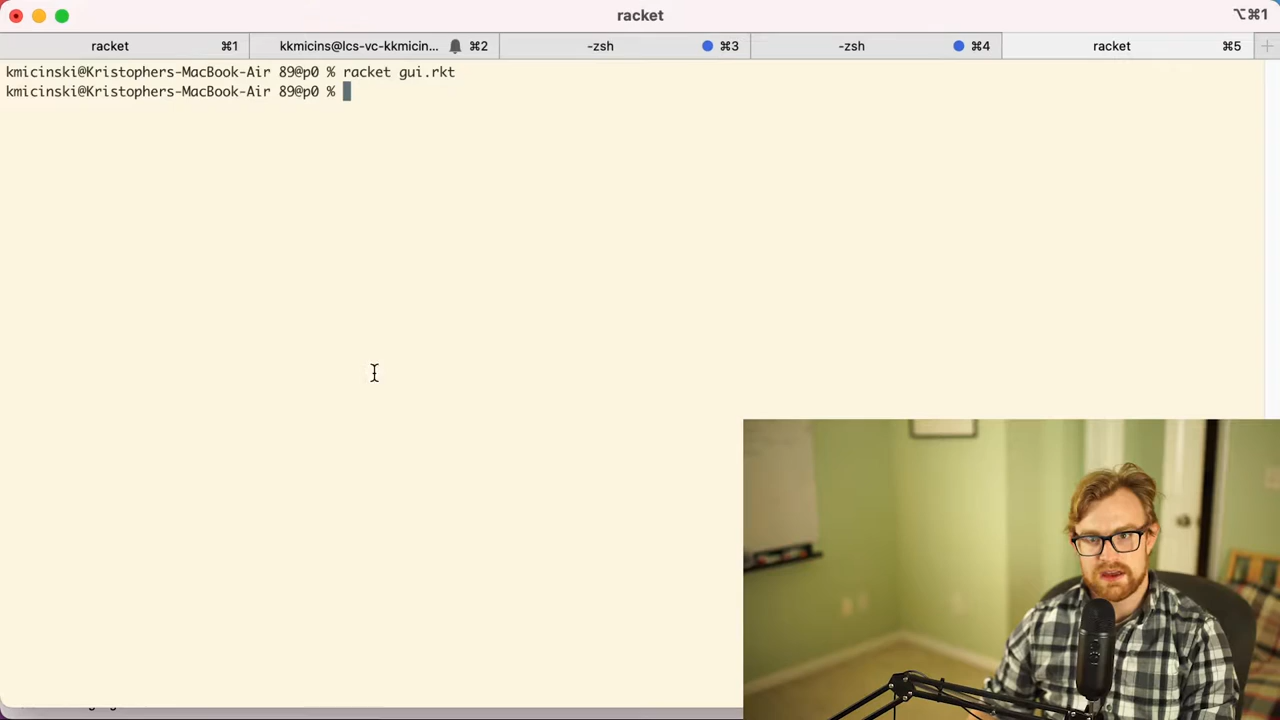 racket
⌥⌘1
racket ⌘1
kkmicins@lcs-vc-kkmicin... ⌘2
-zsh ⌘3
-zsh ⌘4
racket ⌘5
kmicinski@Kristophers-MacBook-Air 89@p0 % racket gui.rkt
kmicinski@Kristophers-MacBook-Air 89@p0 %